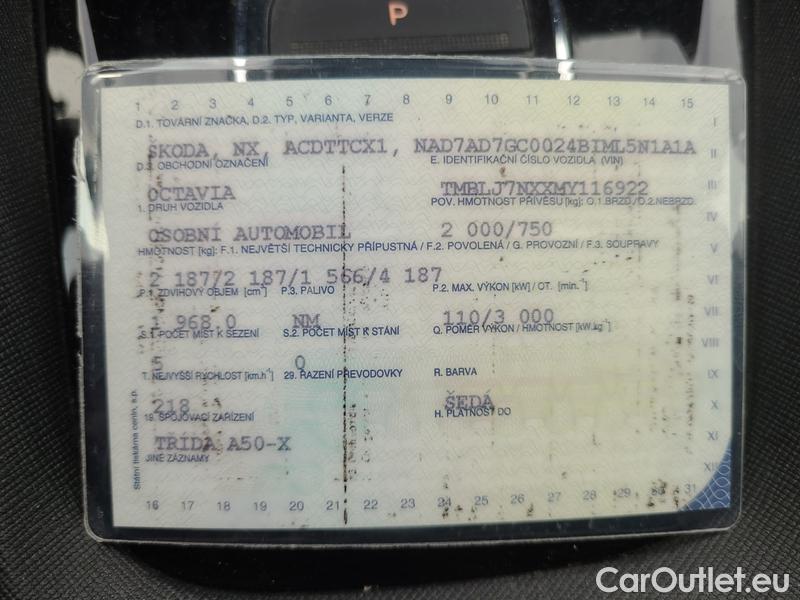 P
1 2 3 4 5 6 7 8 9 10 11 12 13 14 15
D.1. TOVÁRNÍ ZNAČKA, D.2. TYP, VARIANTA, VERZE I
ŠKODA, NX, ACDTTCX1, NAD7AD7GC0024BIML5N1A1A II
D.3. OBCHODNÍ OZNAČENÍ E. IDENTIFIKAČNÍ ČÍSLO VOZIDLA (VIN)
OCTAVIA TMBLJ7NXXMY116922 III
1. DRUH VOZIDLA POV. HMOTNOST PŘÍVĚSU [kg]: O.1.BRZD./O.2.NEBRZD.
OSOBNÍ AUTOMOBIL 2 000/750 IV
HMOTNOST [kg]: F.1. NEJVĚTŠÍ TECHNICKY PŘÍPUSTNÁ / F.2. POVOLENÁ / G. PROVOZNÍ / F.3. SOUPRAVY V
2 187/2 187/1 566/4 187 VI
P.1. ZDVIHOVÝ OBJEM [cm³] P.3. PALIVO P.2. MAX. VÝKON [kW] / OT. [min.⁻¹]
1 968.0 NM 110/3 000 VII
S.1. POČET MÍST K SEZENÍ S.2. POČET MÍST K STÁNÍ Q. POMĚR VÝKON / HMOTNOST [kW.kg⁻¹] VIII
5 0
T. NEJVYŠŠÍ RYCHLOST [km.h⁻¹] 29. ŘAZENÍ PŘEVODOVKY R. BARVA IX
218 ŠEDÁ X
19. SPOJOVACÍ ZAŘÍZENÍ H. PLATNOST DO
TŘÍDA A50-X XI
JINÉ ZÁZNAMY XII
Státní tiskárna cenin, s.p.
16 17 18 19 20 21 22 23 24 25 26 27 28 29 30 31
CarOutlet.eu